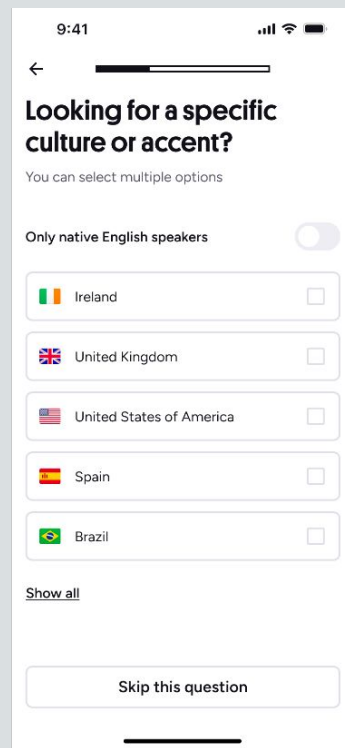 9:41
Looking for a specific
culture or accent?
You can select multiple options
Only native English speakers
Ireland
United Kingdom
United States of America
Spain
Brazil
Show all
Skip this question